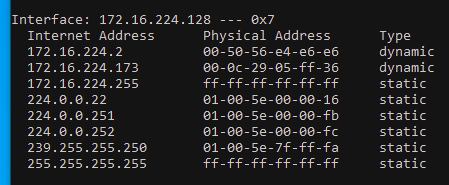 Interface: 172.16.224.128 --- 0x7
Internet Address Physical Address Type
172.16.224.2 00-50-56-e4-e6-e6 dynamic
172.16.224.173 00-0c-29-05-ff-36 dynamic
172.16.224.255 ff-ff-ff-ff-ff-ff static
224.0.0.22 01-00-5e-00-00-16 static
224.0.0.251 01-00-5e-00-00-fb static
224.0.0.252 01-00-5e-00-00-fc static
239.255.255.250 01-00-5e-7f-ff-fa static
255.255.255.255 ff-ff-ff-ff-ff-ff static